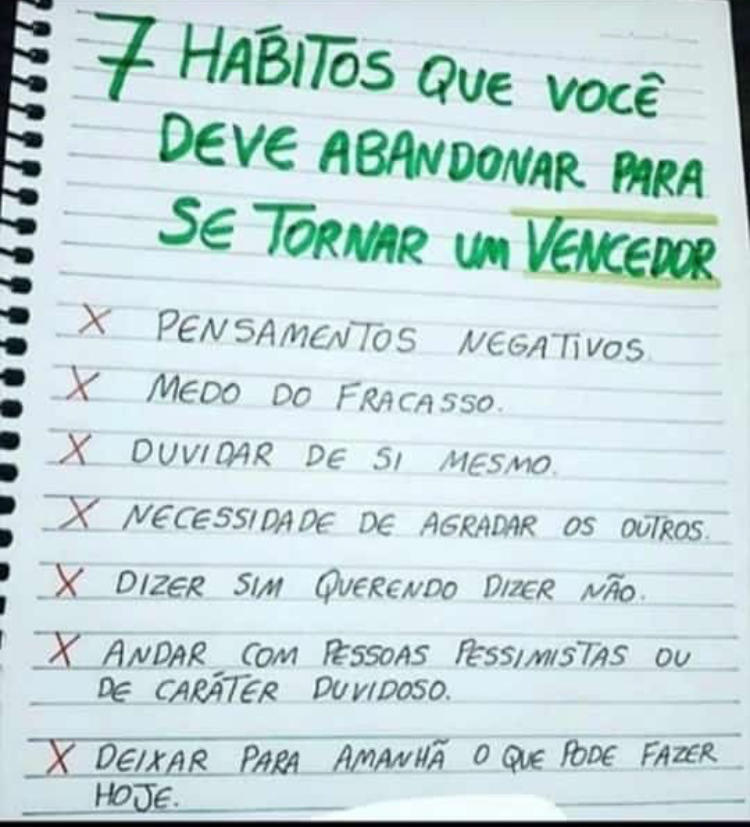 7 HÁBITOS QUE VOCÊ
DEVE ABANDONAR PARA
SE TORNAR UM VENCEDOR
X PENSAMENTOS NEGATIVOS.
X MEDO DO FRACASSO.
X DUVIDAR DE SI MESMO.
X NECESSIDADE DE AGRADAR OS OUTROS.
X DIZER SIM QUERENDO DIZER NÃO.
X ANDAR COM PESSOAS PESSIMISTAS OU
DE CARÁTER DUVIDOSO.
X DEIXAR PARA AMANHÃ O QUE PODE FAZER
HOJE.